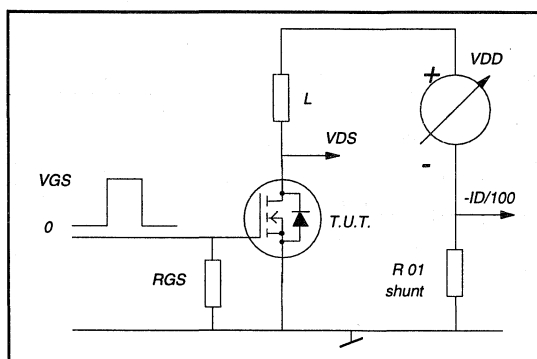 VDD
+
L
VDS
-
VGS
-ID/100
0
T.U.T.
RGS
R 01
shunt